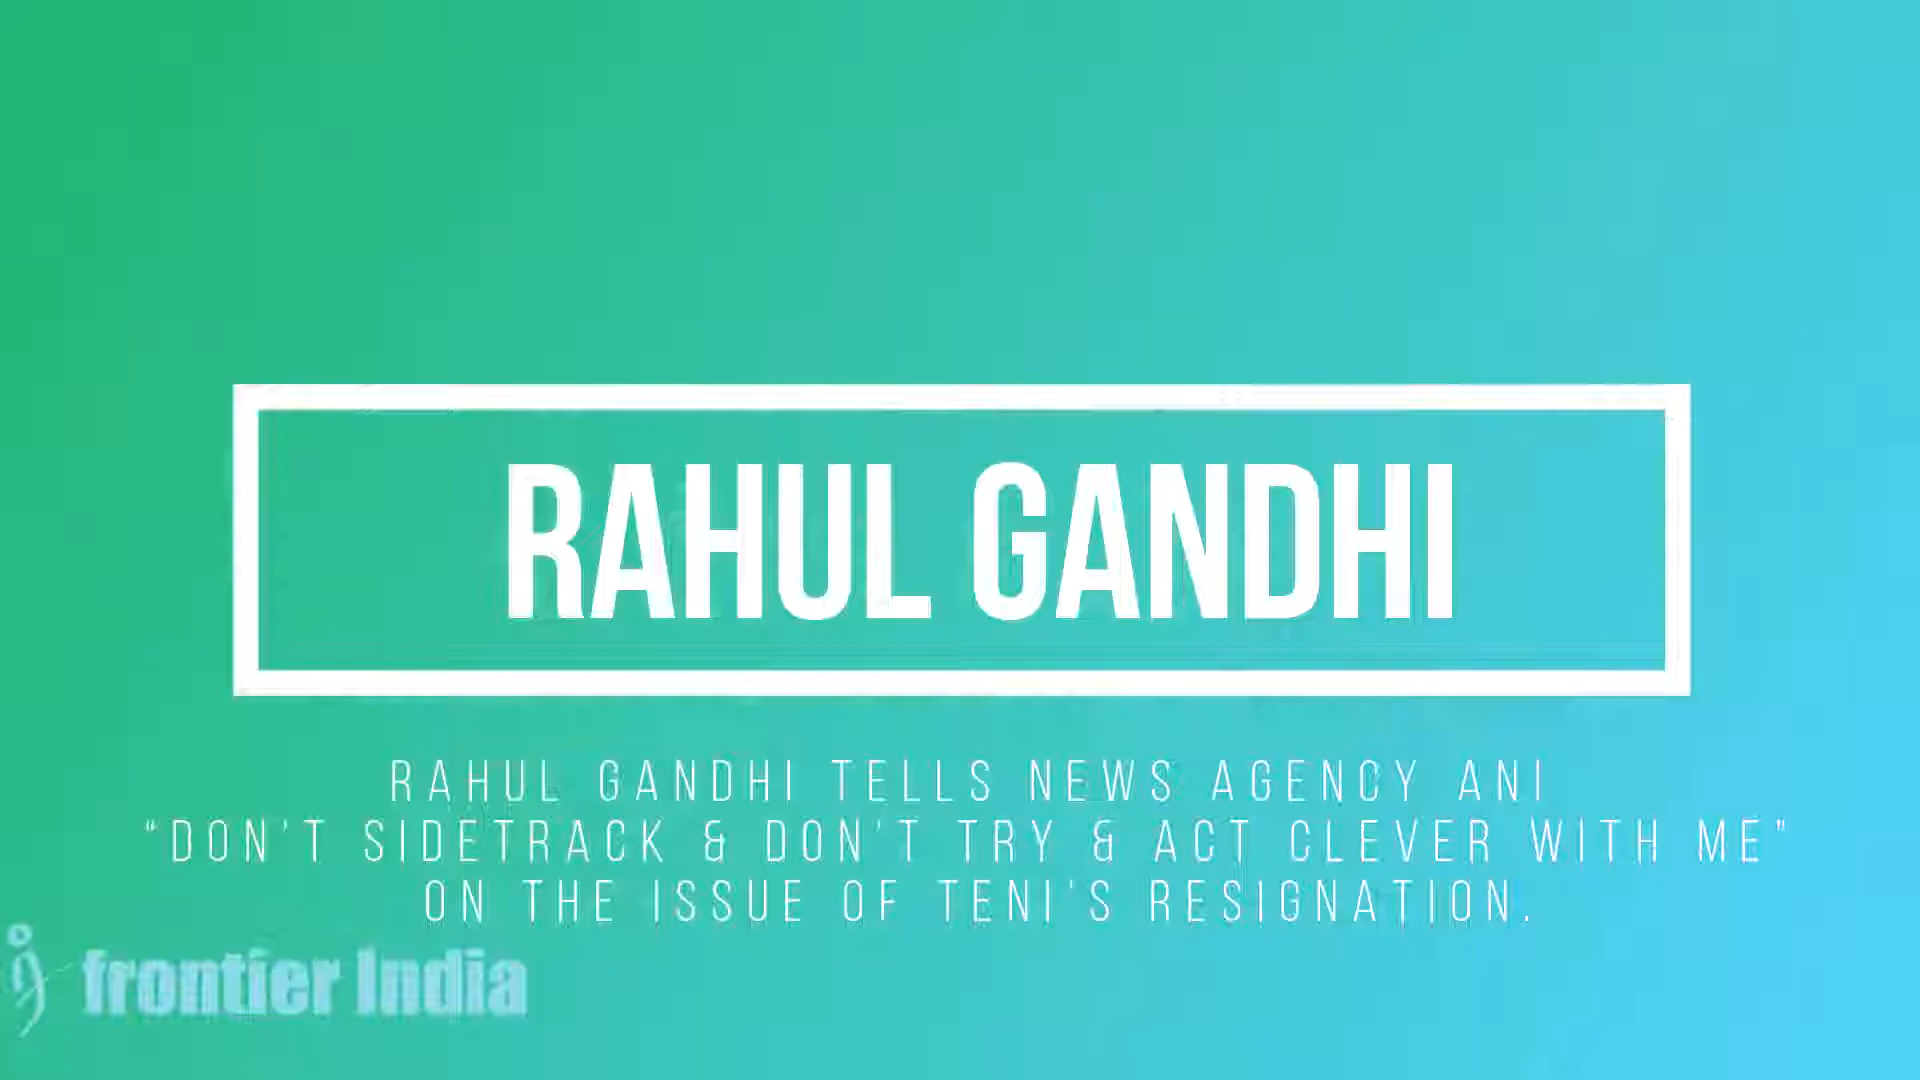 RAHUL GANDHI
RAHUL GANDHI TELLS NEWS AGENCY ANI
“DON'T SIDETRACK & DON'T TRY & ACT CLEVER WITH ME”
ON THE ISSUE OF TENI'S RESIGNATION.
frontier India